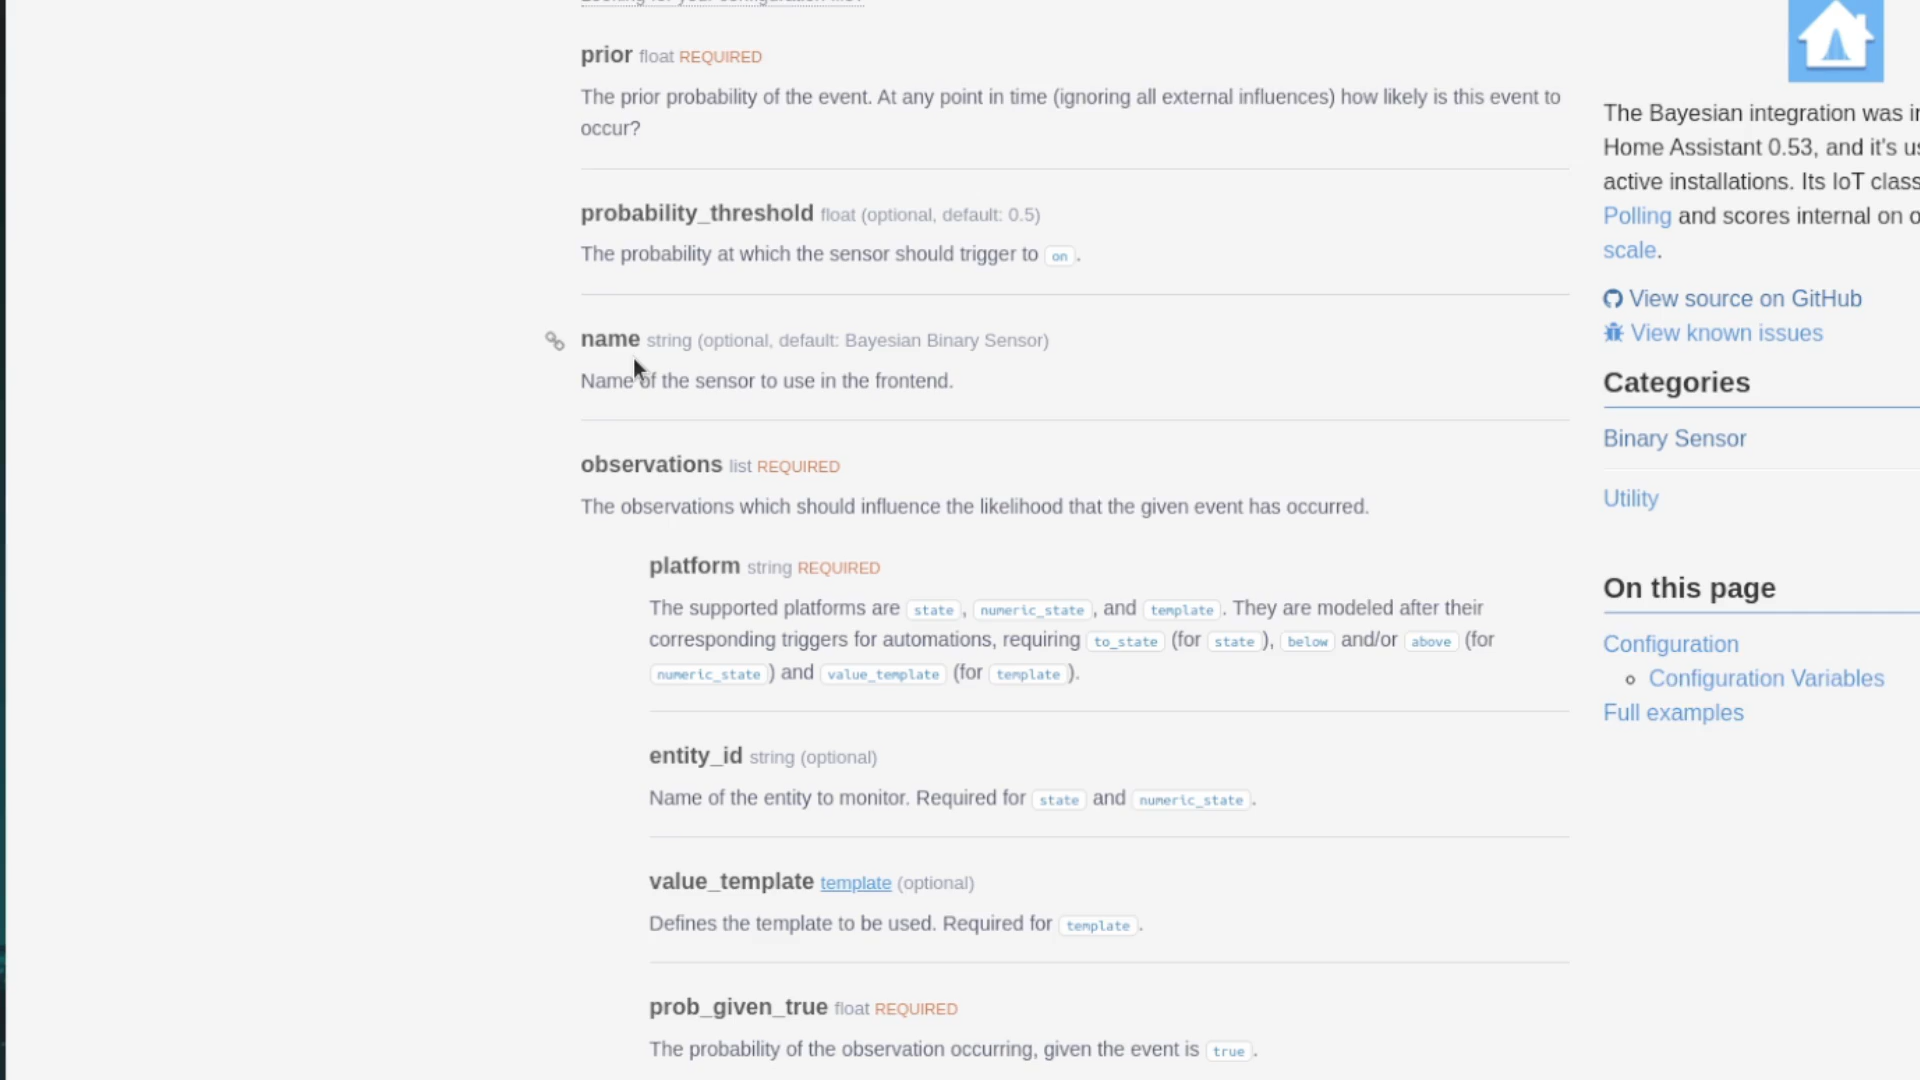 prior float REQUIRED
The prior probability of the event. At any point in time (ignoring all external influences) how likely is this event to
occur?
probability_threshold float (optional, default: 0.5)
The probability at which the sensor should trigger to on.
name string (optional, default: Bayesian Binary Sensor)
Name of the sensor to use in the frontend.
observations list REQUIRED
The observations which should influence the likelihood that the given event has occurred.
platform string REQUIRED
The supported platforms are state, numeric_state, and template. They are modeled after their
corresponding triggers for automations, requiring to_state (for state), below and/or above (for
numeric_state) and value_template (for template).
entity_id string (optional)
Name of the entity to monitor. Required for state and numeric_state.
value_template template (optional)
Defines the template to be used. Required for template.
prob_given_true float REQUIRED
The probability of the observation occurring, given the event is true.
The Bayesian integration was
Home Assistant 0.53, and it's
active installations. Its IoT
Polling and scores internal on
scale.
View source on GitHub
View known issues
Categories
Binary Sensor
Utility
On this page
Configuration
Configuration Variables
Full examples